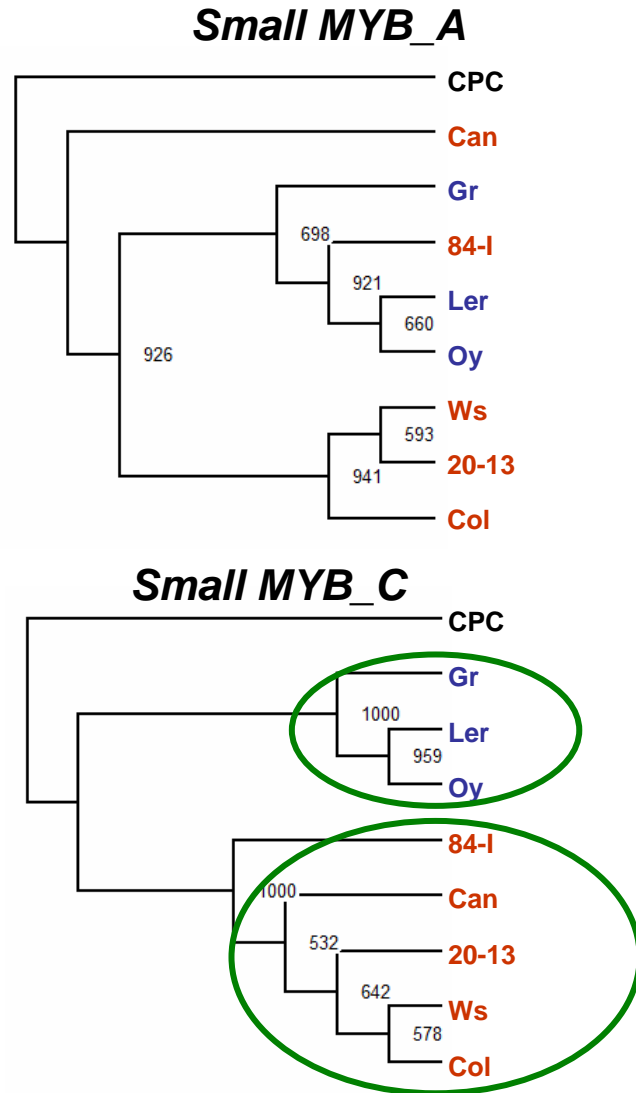 Small MYB_A
CPC
Can
Gr
698
84-I
921
Ler
660
Oy
926
Ws
593
20-13
941
Col
Small MYB_C
CPC
Gr
1000
Ler
959
Oy
84-I
1000
Can
532
20-13
642
Ws
578
Col